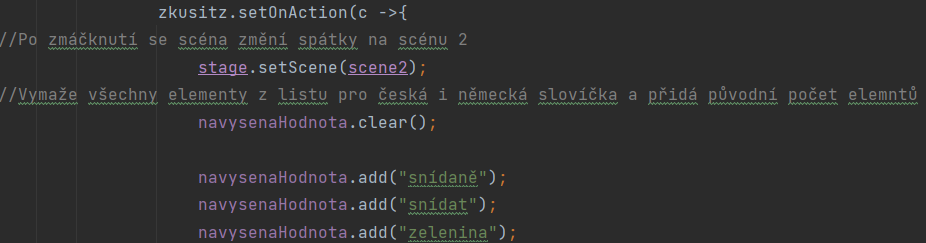 zkusitz.setOnAction(c ->{
//Po zmáčknutí se scéna změní spátky na scénu 2
stage.setScene(scene2);
//Vymaže všechny elementy z listu pro česká i německá slovíčka a přidá původní počet elemntů
navysenaHodnota.clear();
navysenaHodnota.add("snídaně");
navysenaHodnota.add("snídat");
navysenaHodnota.add("zelenina");